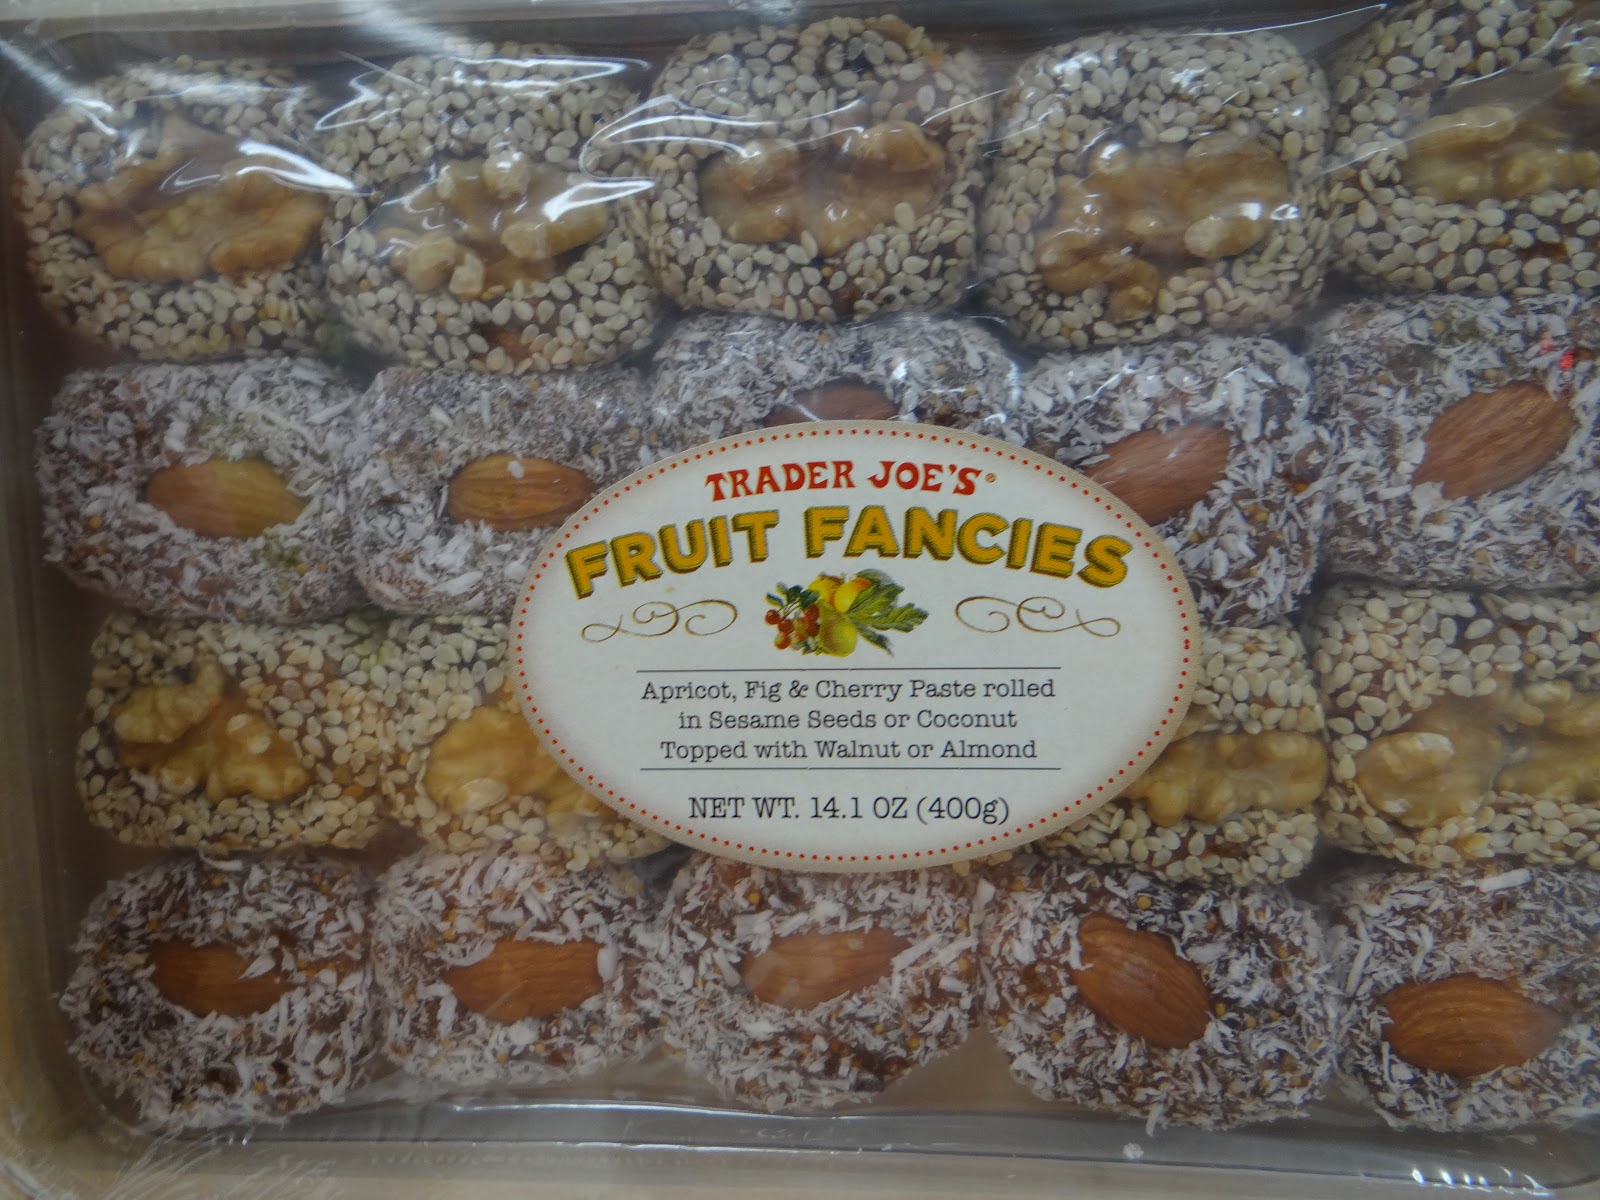 TRADER JOE'S®
FRUIT FANCIES
Apricot, Fig & Cherry Paste rolled
in Sesame Seeds or Coconut
Topped with Walnut or Almond
NET WT. 14.1 OZ (400g)